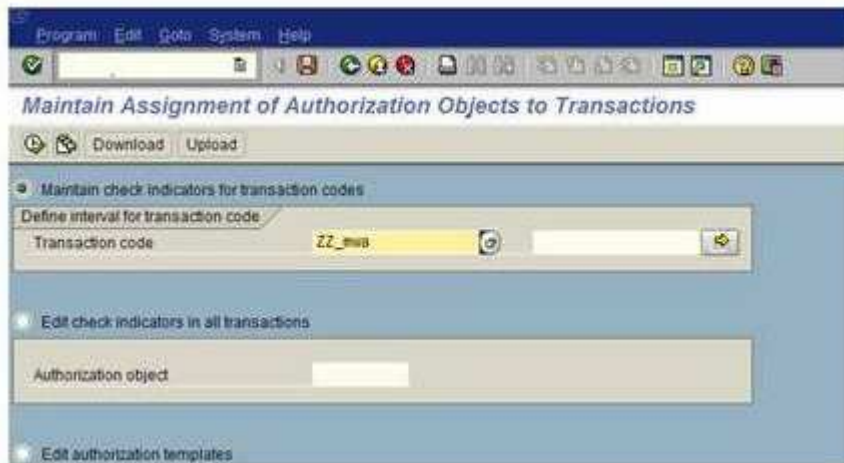 Program Edit Goto System Help
Maintain Assignment of Authorization Objects to Transactions
Download Upload
Maintain check indicators for transaction codes
Define interval for transaction code
Transaction code ZZ_mwa
Edit check indicators in all transactions
Authorization object
Edit authorization templates